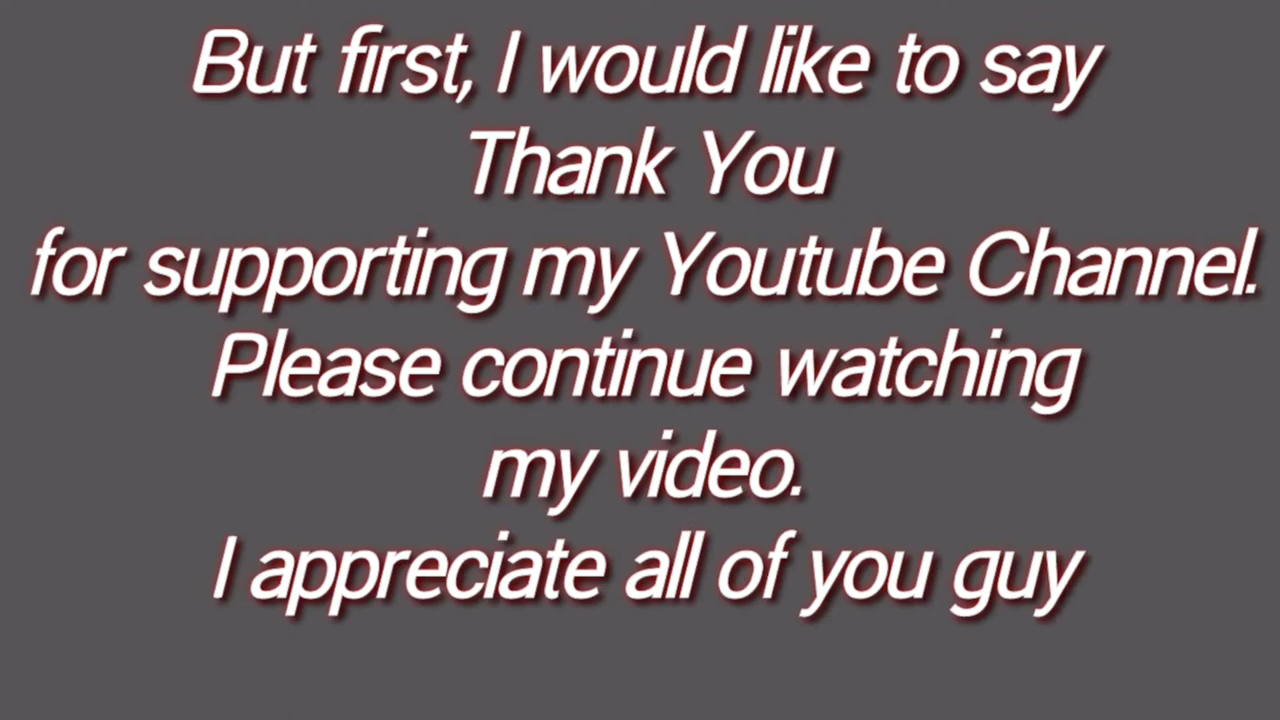 But first, I would like to say
Thank You
for supporting my Youtube Channel.
Please continue watching
my video.
I appreciate all of you guy